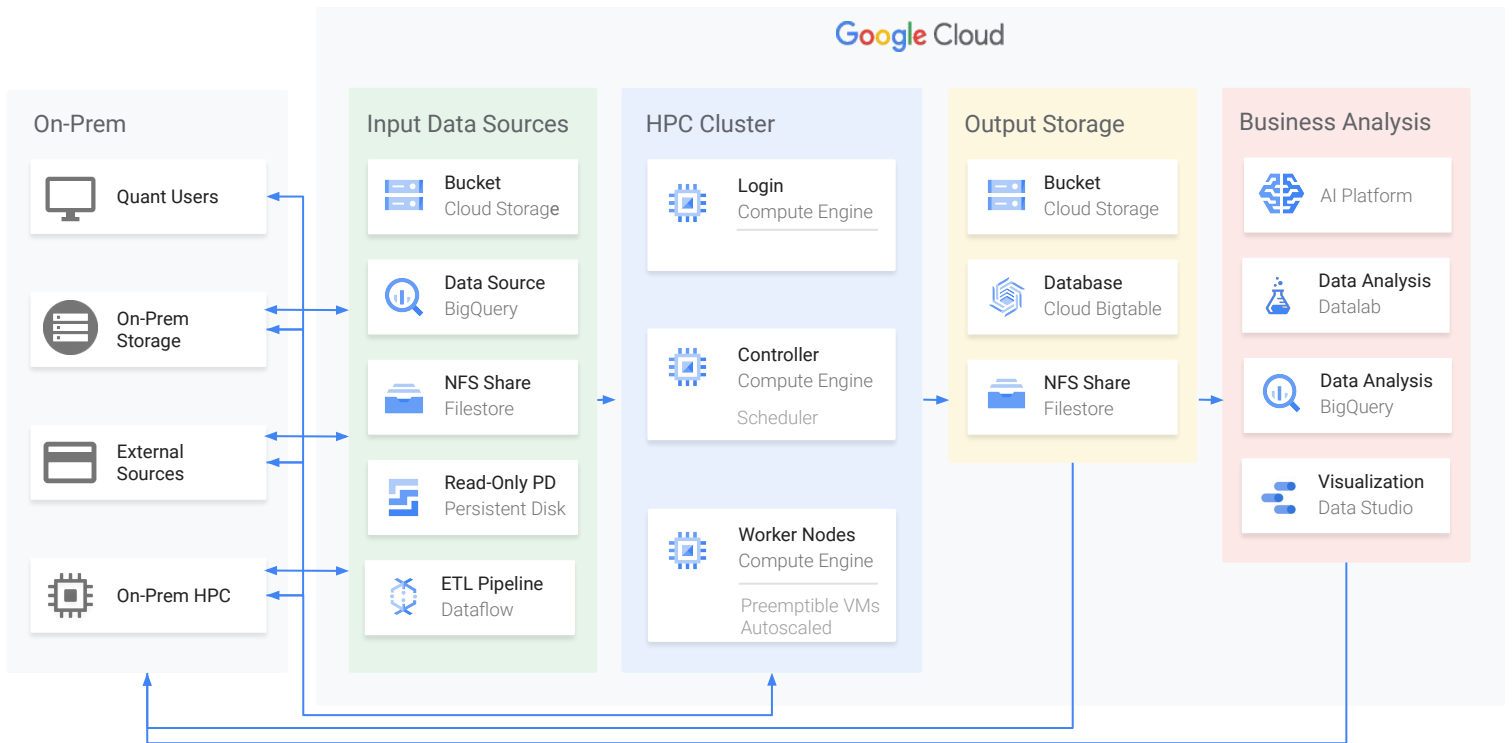 Google Cloud
On-Prem
Quant Users
On-Prem
Storage
External
Sources
On-Prem HPC
Input Data Sources
Bucket
Cloud Storage
Data Source
BigQuery
NFS Share
Filestore
Read-Only PD
Persistent Disk
ETL Pipeline
Dataflow
HPC Cluster
Login
Compute Engine
Controller
Compute Engine
Scheduler
Worker Nodes
Compute Engine
Preemptible VMs
Autoscaled
Output Storage
Bucket
Cloud Storage
Database
Cloud Bigtable
NFS Share
Filestore
Business Analysis
AI Platform
Data Analysis
Datalab
Data Analysis
BigQuery
Visualization
Data Studio